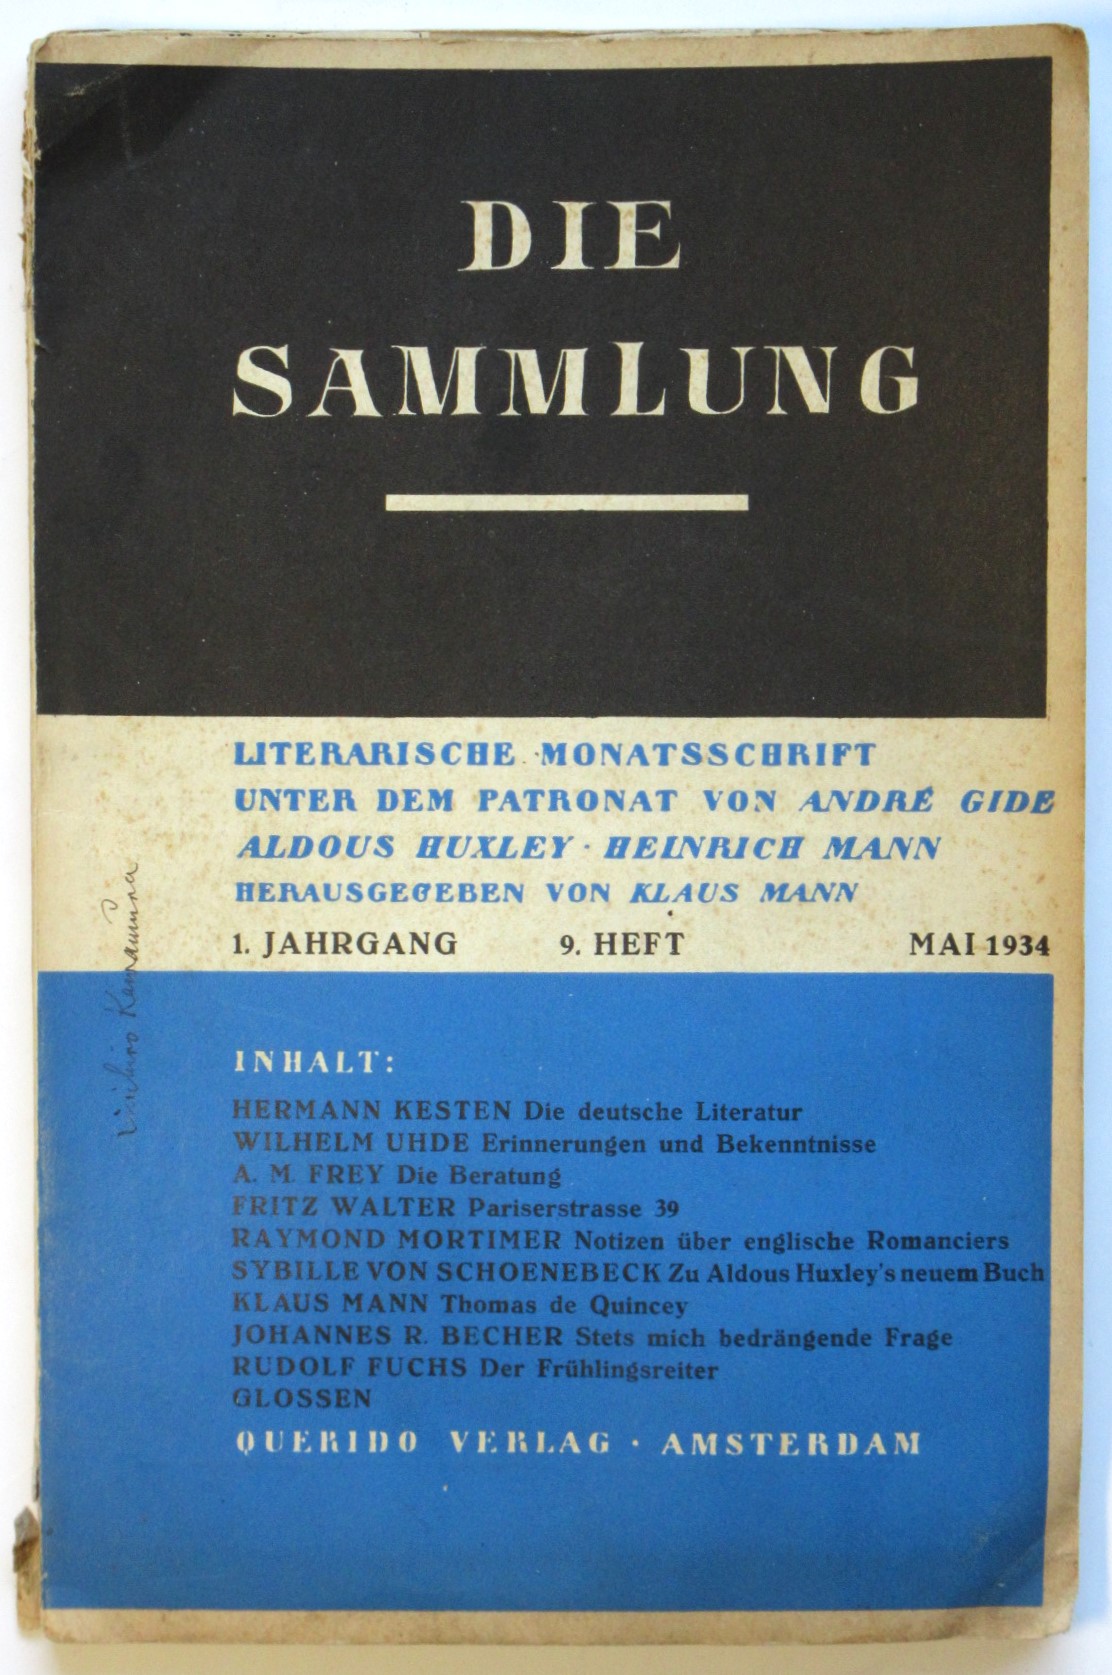 DIE
SAMMLUNG
LITERARISCHE MONATSSCHRIFT
UNTER DEM PATRONAT VON ANDRÉ GIDE
ALDOUS HUXLEY · HEINRICH MANN
HERAUSGEGEBEN VON KLAUS MANN
1. JAHRGANG 9. HEFT MAI 1934
INHALT:
HERMANN KESTEN Die deutsche Literatur
WILHELM UHDE Erinnerungen und Bekenntnisse
A. M. FREY Die Beratung
FRITZ WALTER Pariserstrasse 39
RAYMOND MORTIMER Notizen über englische Romanciers
SYBILLE VON SCHOENEBECK Zu Aldous Huxley's neuem Buch
KLAUS MANN Thomas de Quincey
JOHANNES R. BECHER Stets mich bedrängende Frage
RUDOLF FUCHS Der Frühlingsreiter
GLOSSEN
QUERIDO VERLAG · AMSTERDAM